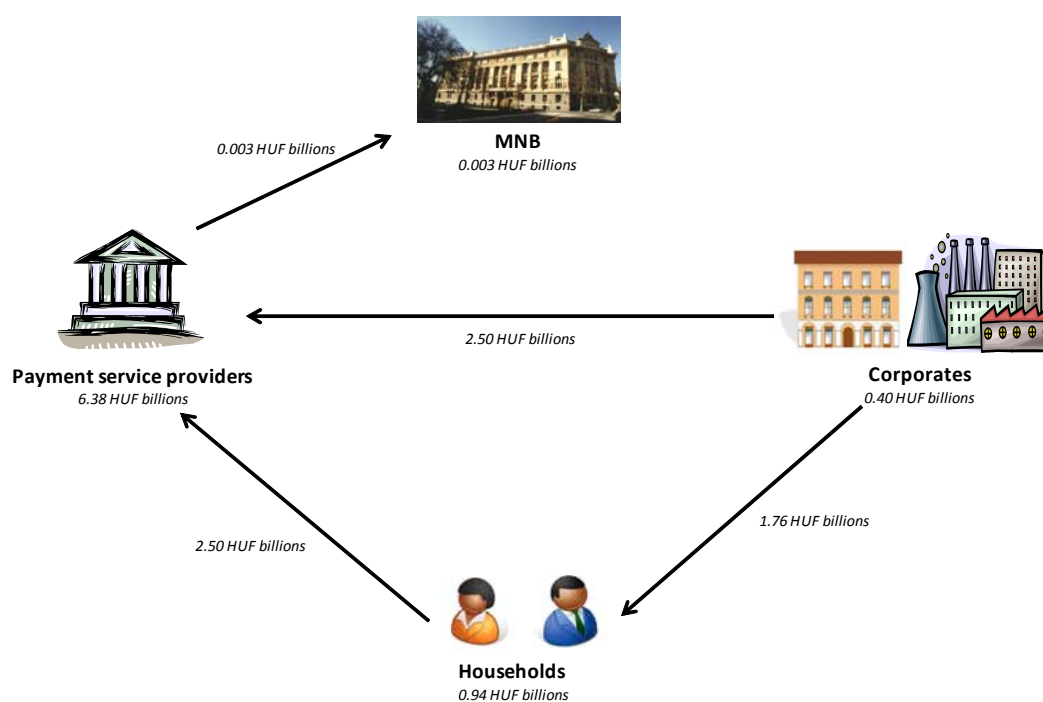 MNB
0.003 HUF billions
0.003 HUF billions
2.50 HUF billions
Payment service providers
6.38 HUF billions
Corporates
0.40 HUF billions
1.76 HUF billions
2.50 HUF billions
Households
0.94 HUF billions